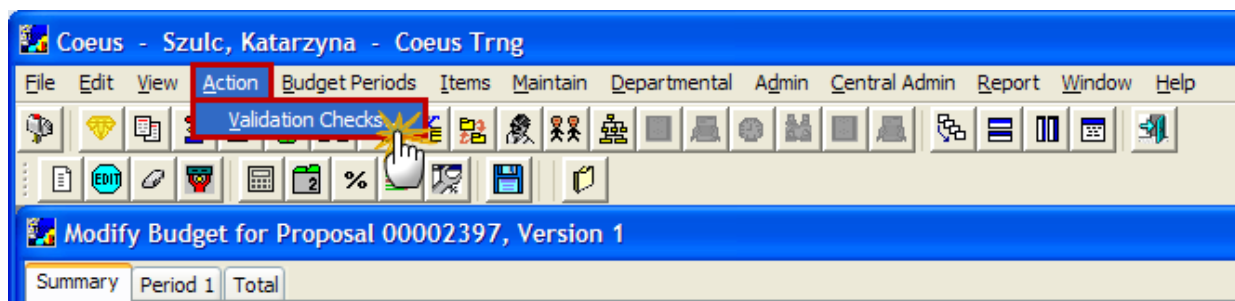 Coeus - Szulc, Katarzyna - Coeus Trng
File Edit View Action Budget Periods Items Maintain Departmental Admin Central Admin Report Window Help
Validation Checks
EDIT 2 %
Modify Budget for Proposal 00002397, Version 1
Summary Period 1 Total